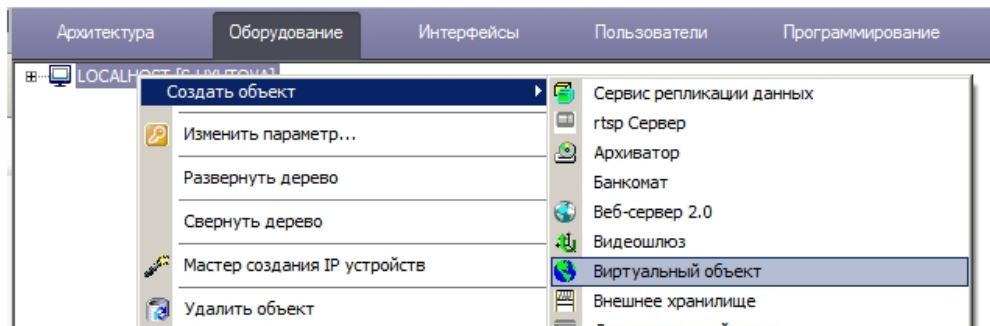 Архитектура Оборудование Интерфейсы Пользователи Программирование
LOCALHOST
Создать объект
Изменить параметр...
Развернуть дерево
Свернуть дерево
Мастер создания IP устройств
Удалить объект
Сервис репликации данных
rtsp Сервер
Архиватор
Банкомат
Веб-сервер 2.0
Видеошлюз
Виртуальный объект
Внешнее хранилище